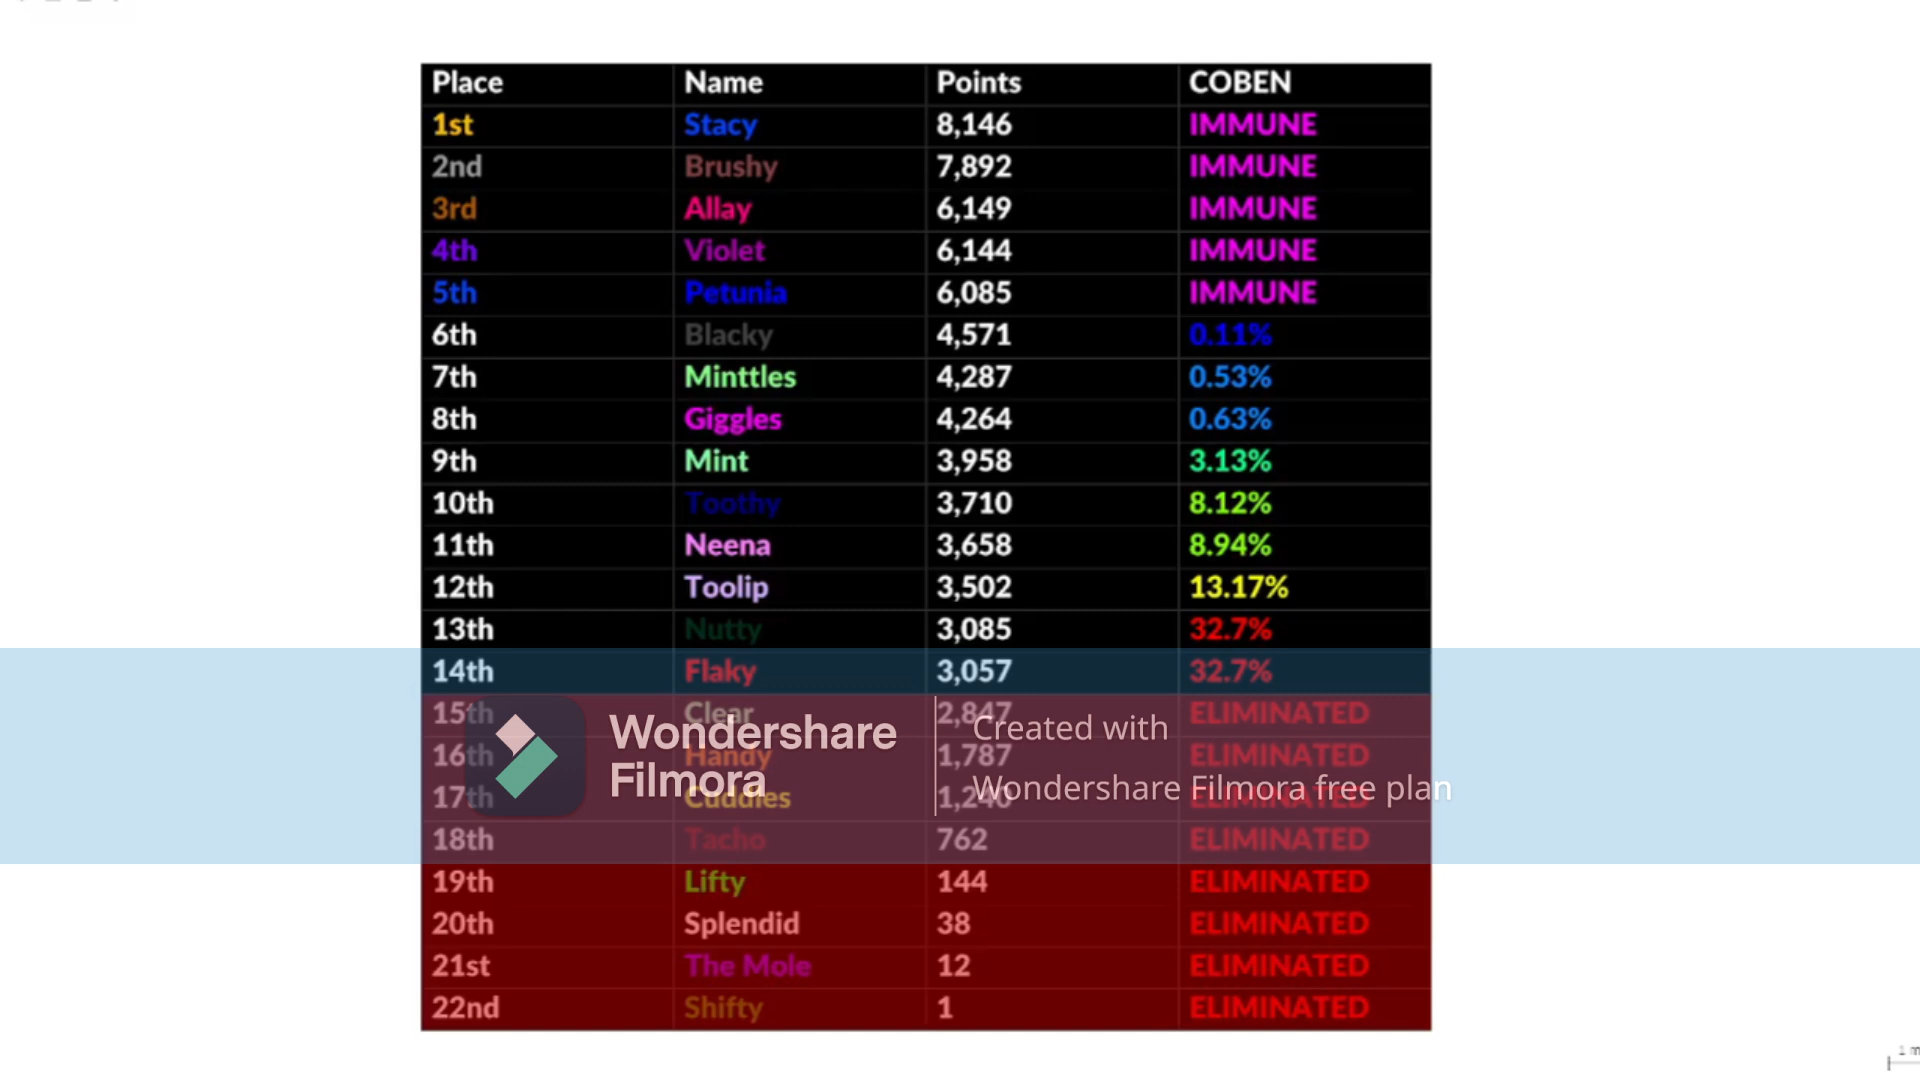 Place Name Points COBEN
1st Stacy 8,146 IMMUNE
2nd Brushy 7,892 IMMUNE
3rd Allay 6,149 IMMUNE
4th Violet 6,144 IMMUNE
5th Petunia 6,085 IMMUNE
6th Blacky 4,571 0.11%
7th Minttles 4,287 0.53%
8th Giggles 4,264 0.63%
9th Mint 3,958 3.13%
10th Toothy 3,710 8.12%
11th Neena 3,658 8.94%
12th Toolip 3,502 13.17%
13th Nutty 3,085 32.7%
14th Flaky 3,057 32.7%
15th Clear 2,847 ELIMINATED
16th Handy 1,787 ELIMINATED
17th Cuddles 1,240 ELIMINATED
18th Tacho 762 ELIMINATED
19th Lifty 144 ELIMINATED
20th Splendid 38 ELIMINATED
21st The Mole 12 ELIMINATED
22nd Shifty 1 ELIMINATED
Wondershare
Filmora
Created with
Wondershare Filmora free plan